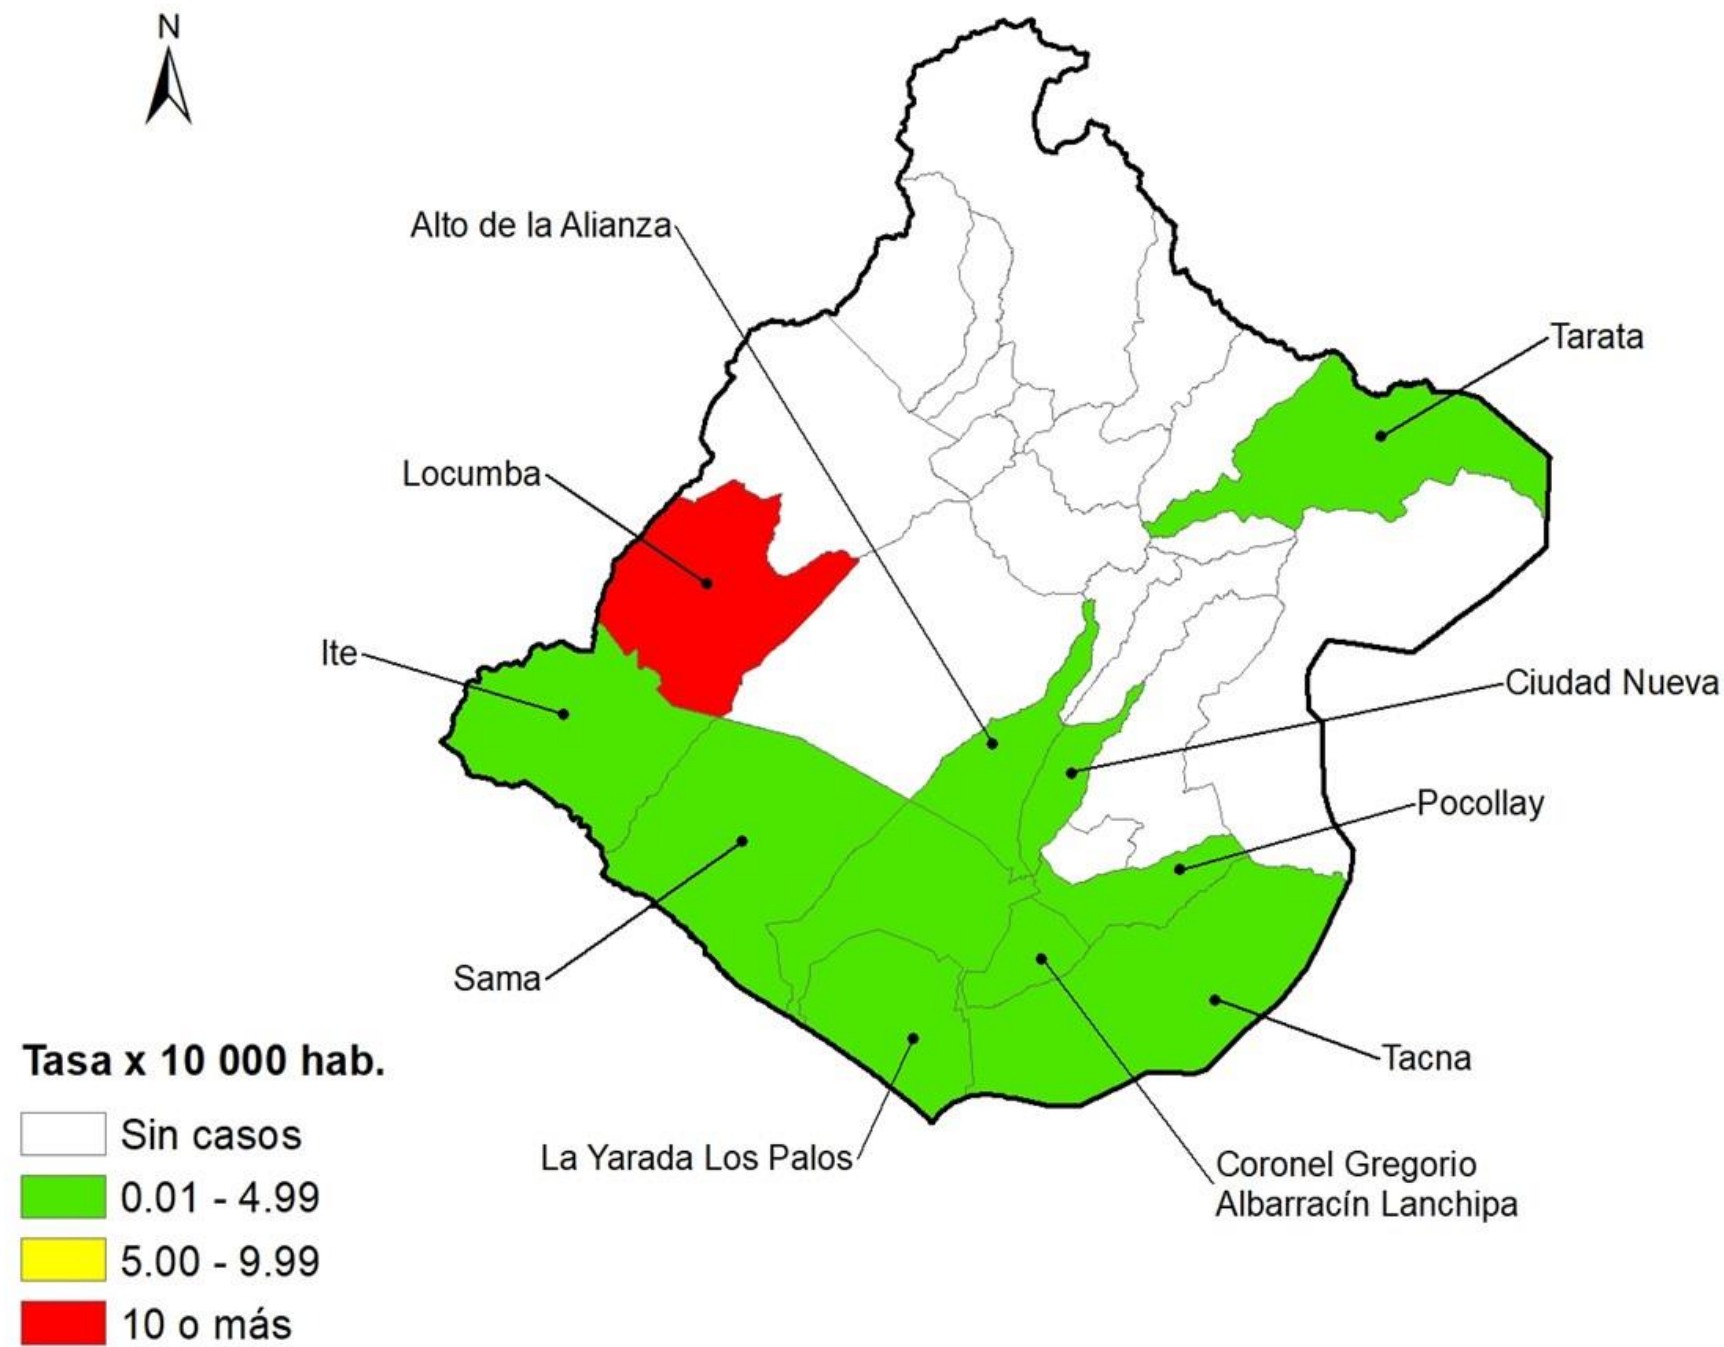 N
Alto de la Alianza
Tarata
Locumba
Ite
Ciudad Nueva
Pocollay
Sama
Tacna
La Yarada Los Palos
Coronel Gregorio
Albarracín Lanchipa
Tasa x 10 000 hab.
Sin casos
0.01 - 4.99
5.00 - 9.99
10 o más